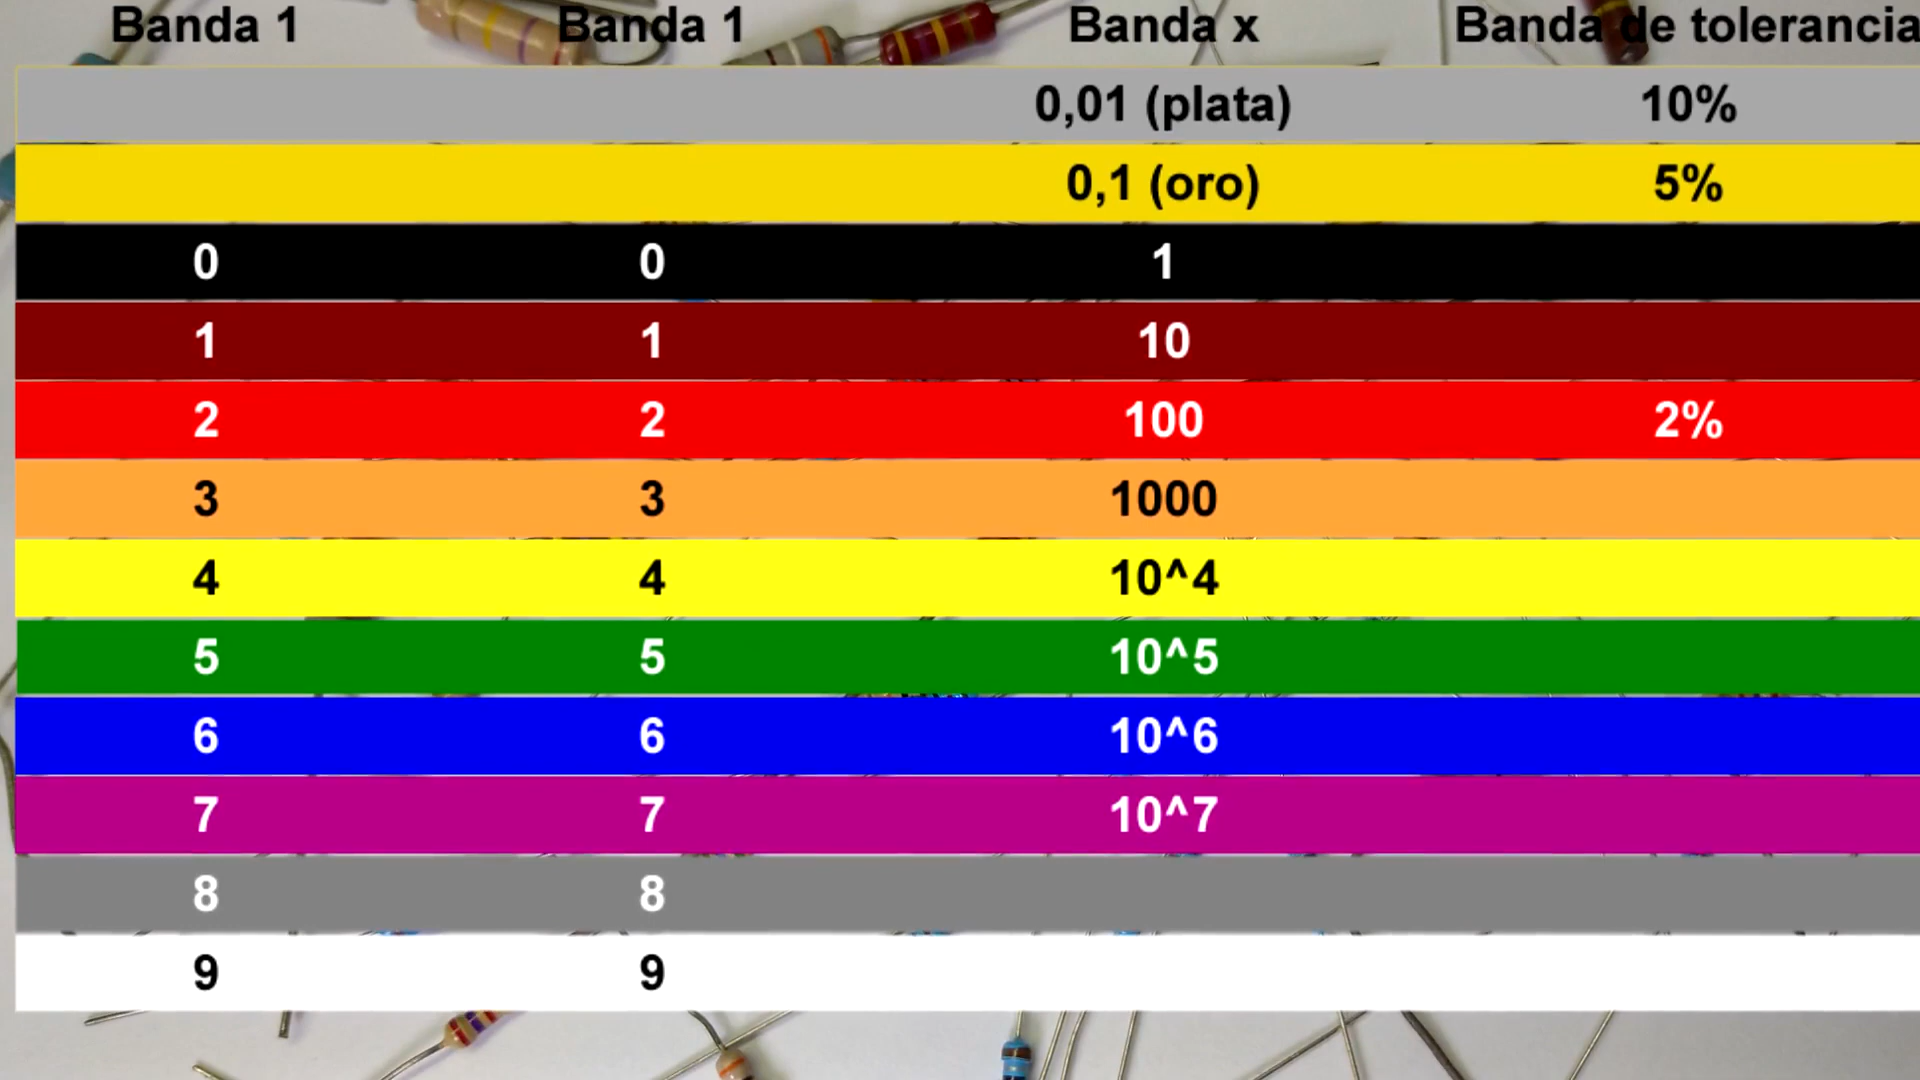 Banda 1 Banda 1 Banda x Banda de tolerancia
0,01 (plata) 10%
0,1 (oro) 5%
0 0 1
1 1 10
2 2 100 2%
3 3 1000
4 4 10^4
5 5 10^5
6 6 10^6
7 7 10^7
8 8
9 9